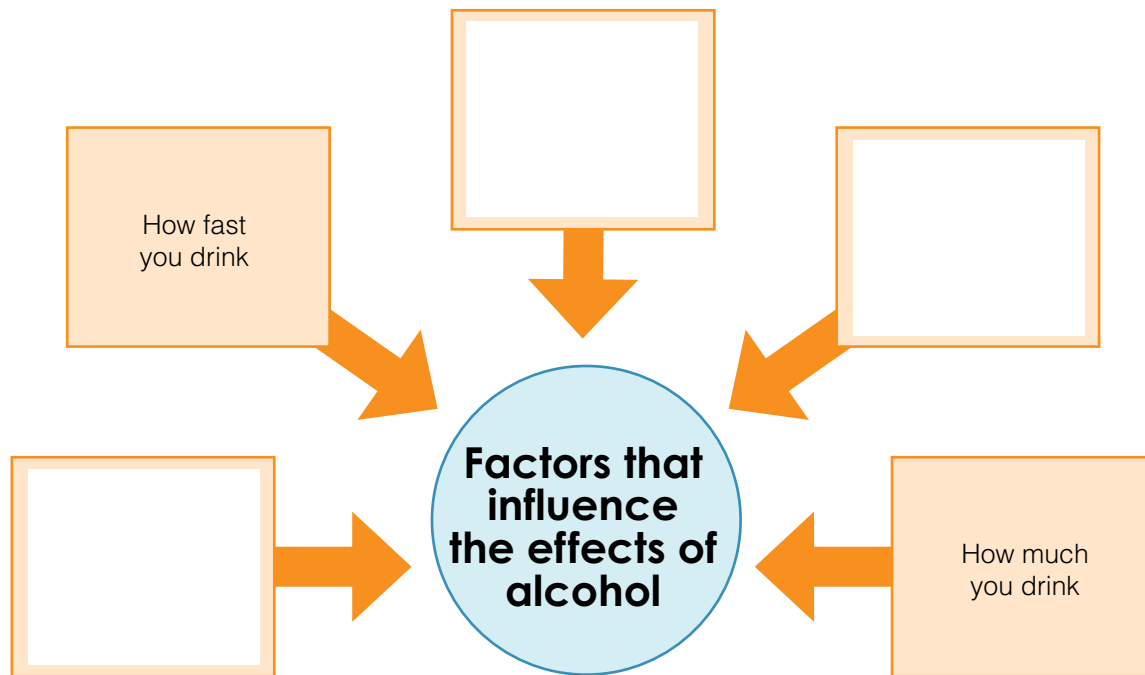 How fast
you drink
Factors that
influence
the effects of
alcohol
How much
you drink